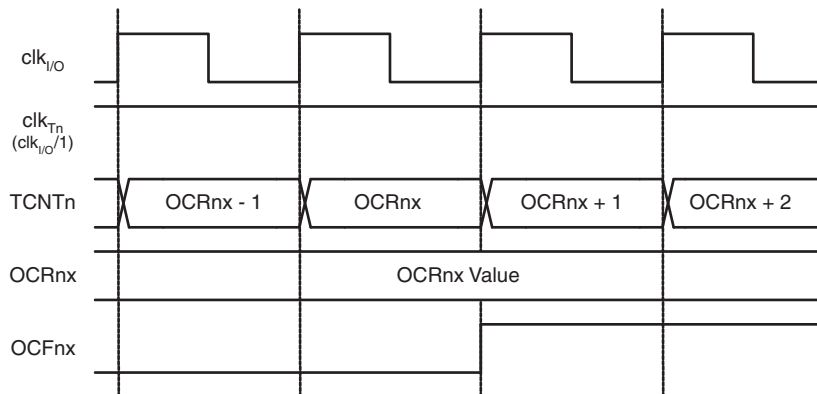 clkI/O
clkTn
(clkI/O/1)
TCNTn
OCRnx - 1
OCRnx
OCRnx + 1
OCRnx + 2
OCRnx
OCRnx Value
OCFnx